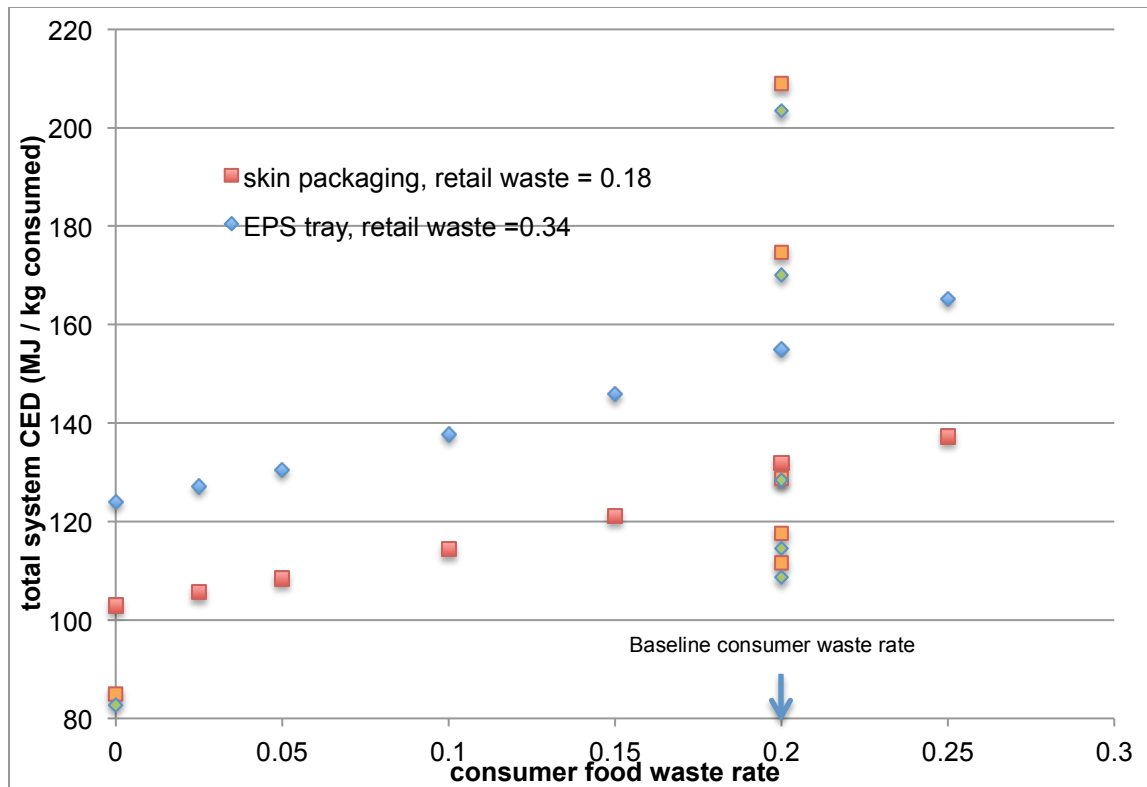 220
200
180
160
140
120
100
80
total system CED (MJ / kg consumed)
skin packaging, retail waste = 0.18
EPS tray, retail waste =0.34
Baseline consumer waste rate
0 0.05 0.1 0.15 0.2 0.25 0.3
consumer food waste rate